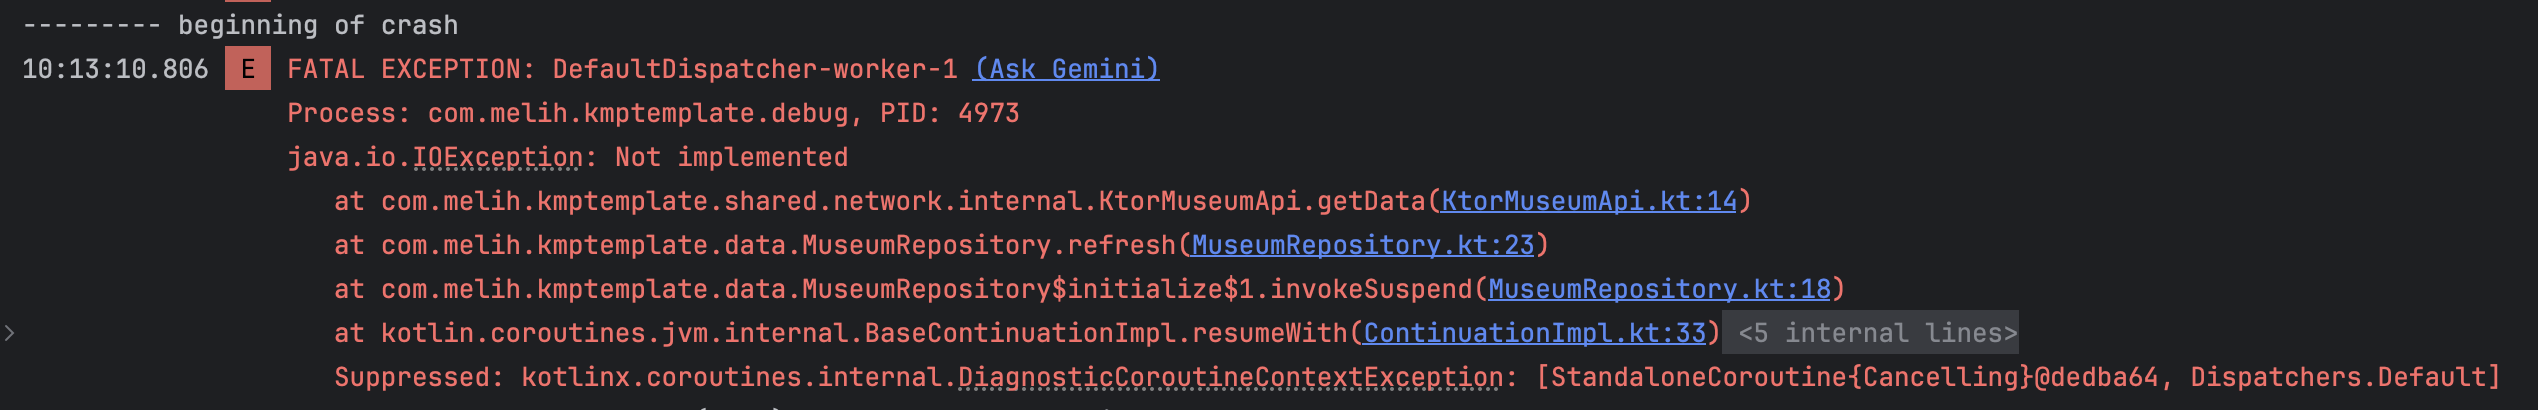 --------- beginning of crash
10:13:10.806 E FATAL EXCEPTION: DefaultDispatcher-worker-1 (Ask Gemini)
Process: com.melih.kmptemplate.debug, PID: 4973
java.io.IOException: Not implemented
at com.melih.kmptemplate.shared.network.internal.KtorMuseumApi.getData(KtorMuseumApi.kt:14)
at com.melih.kmptemplate.data.MuseumRepository.refresh(MuseumRepository.kt:23)
at com.melih.kmptemplate.data.MuseumRepository$initialize$1.invokeSuspend(MuseumRepository.kt:18)
at kotlin.coroutines.jvm.internal.BaseContinuationImpl.resumeWith(ContinuationImpl.kt:33) <5 internal lines>
Suppressed: kotlinx.coroutines.internal.DiagnosticCoroutineContextException: [StandaloneCoroutine{Cancelling}@dedba64, Dispatchers.Default]